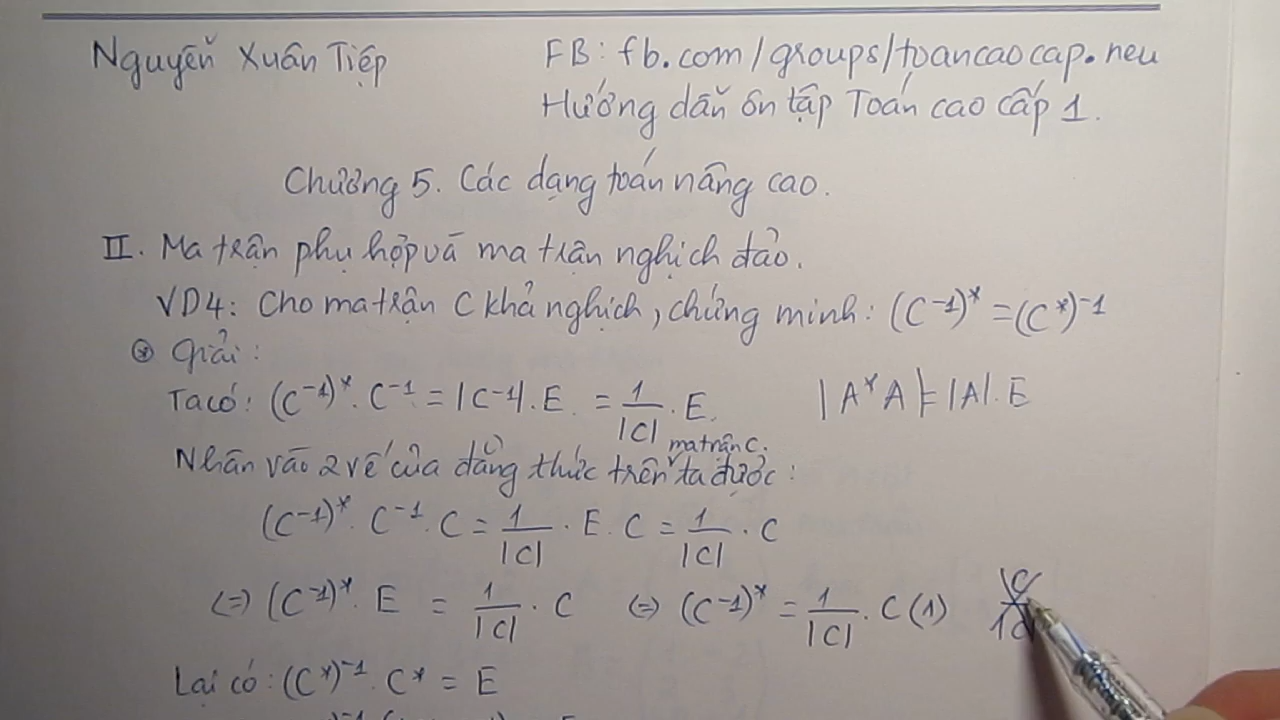 Nguyễn Xuân Tiệp
FB: fb.com/groups/toancaocap.neu
Hướng dẫn ôn tập Toán cao cấp 1.
Chương 5. Các dạng toán nâng cao.
II. Ma trận phụ hợp và ma trận nghịch đảo.
VD4: Cho ma trận C khả nghịch, chứng minh: (C⁻¹)* = (C*)⁻¹
⊛ Giải:
Ta có: (C⁻¹)*. C⁻¹ = |C⁻¹|. E. = 1/|C| . E.
|A*A| = |A|. E
ma trận C.
Nhân vào 2 vế của đẳng thức trên ˅ ta được:
(C⁻¹)*. C⁻¹. C = 1/|C| . E. C = 1/|C| . C
<=> (C⁻¹)*. E = 1/|C| . C <=> (C⁻¹)* = 1/|C| . C (1)
Lại có: (C*)⁻¹. C* = E